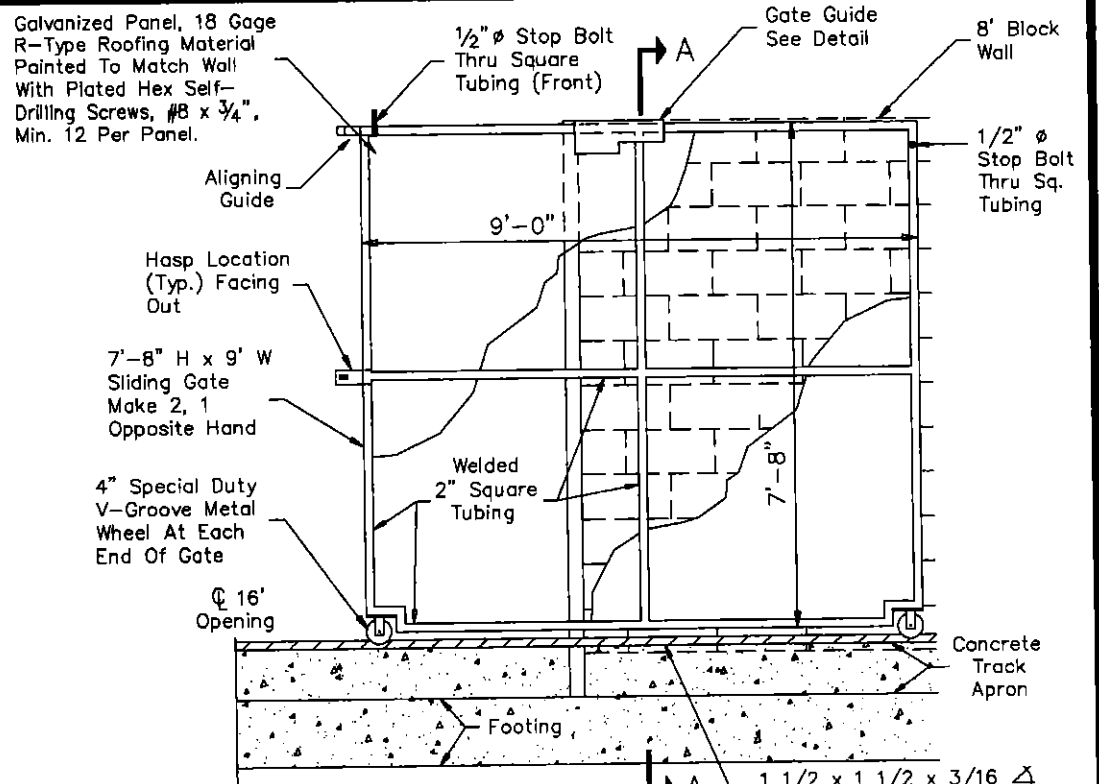 Galvanized Panel, 18 Gage
R-Type Roofing Material
Painted To Match Wall
With Plated Hex Self-
Drilling Screws, #8 x 3/4",
Min. 12 Per Panel.
1/2" ø Stop Bolt
Thru Square
Tubing (Front)
A
Gate Guide
See Detail
8' Block
Wall
1/2" ø
Stop Bolt
Thru Sq.
Tubing
Aligning
Guide
9'-0"
Hasp Location
(Typ.) Facing
Out
7'-8" H x 9' W
Sliding Gate
Make 2, 1
Opposite Hand
Welded
2" Square
Tubing
7'-8"
4" Special Duty
V-Groove Metal
Wheel At Each
End Of Gate
℄ 16'
Opening
Concrete
Track
Apron
Footing
A
1 1/2 x 1 1/2 x 3/16